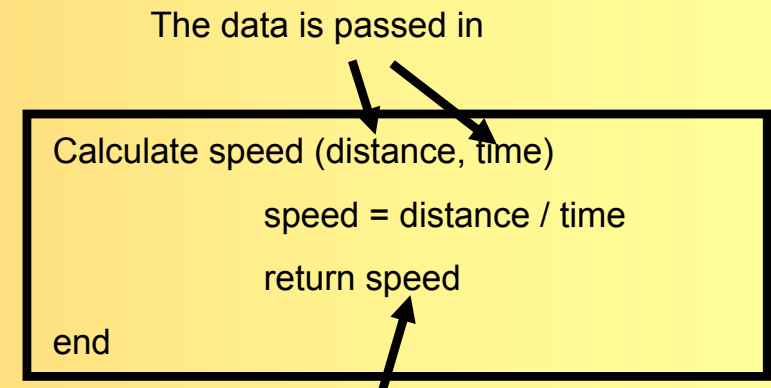 The data is passed in
Calculate speed (distance, time)
speed = distance / time
return speed
end